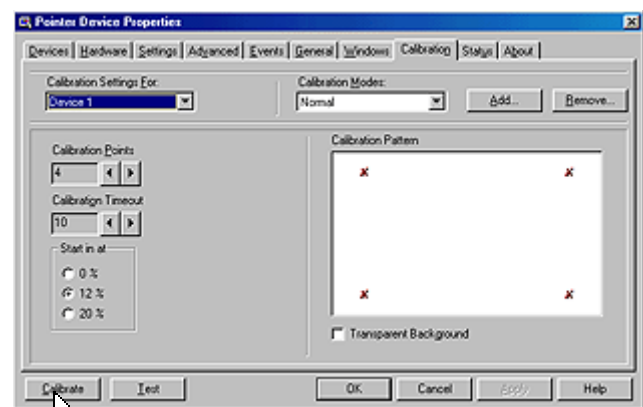 Pointer Device Properties
Devices Hardware Settings Advanced Events General Windows Calibration Status About
Calibration Settings For:
Device 1
Calibration Modes:
Normal
Add...
Remove...
Calibration Points
4
Calibration Timeout
10
Start in at
0 %
12 %
20 %
Calibration Pattern
Transparent Background
Calibrate Test OK Cancel Apply Help